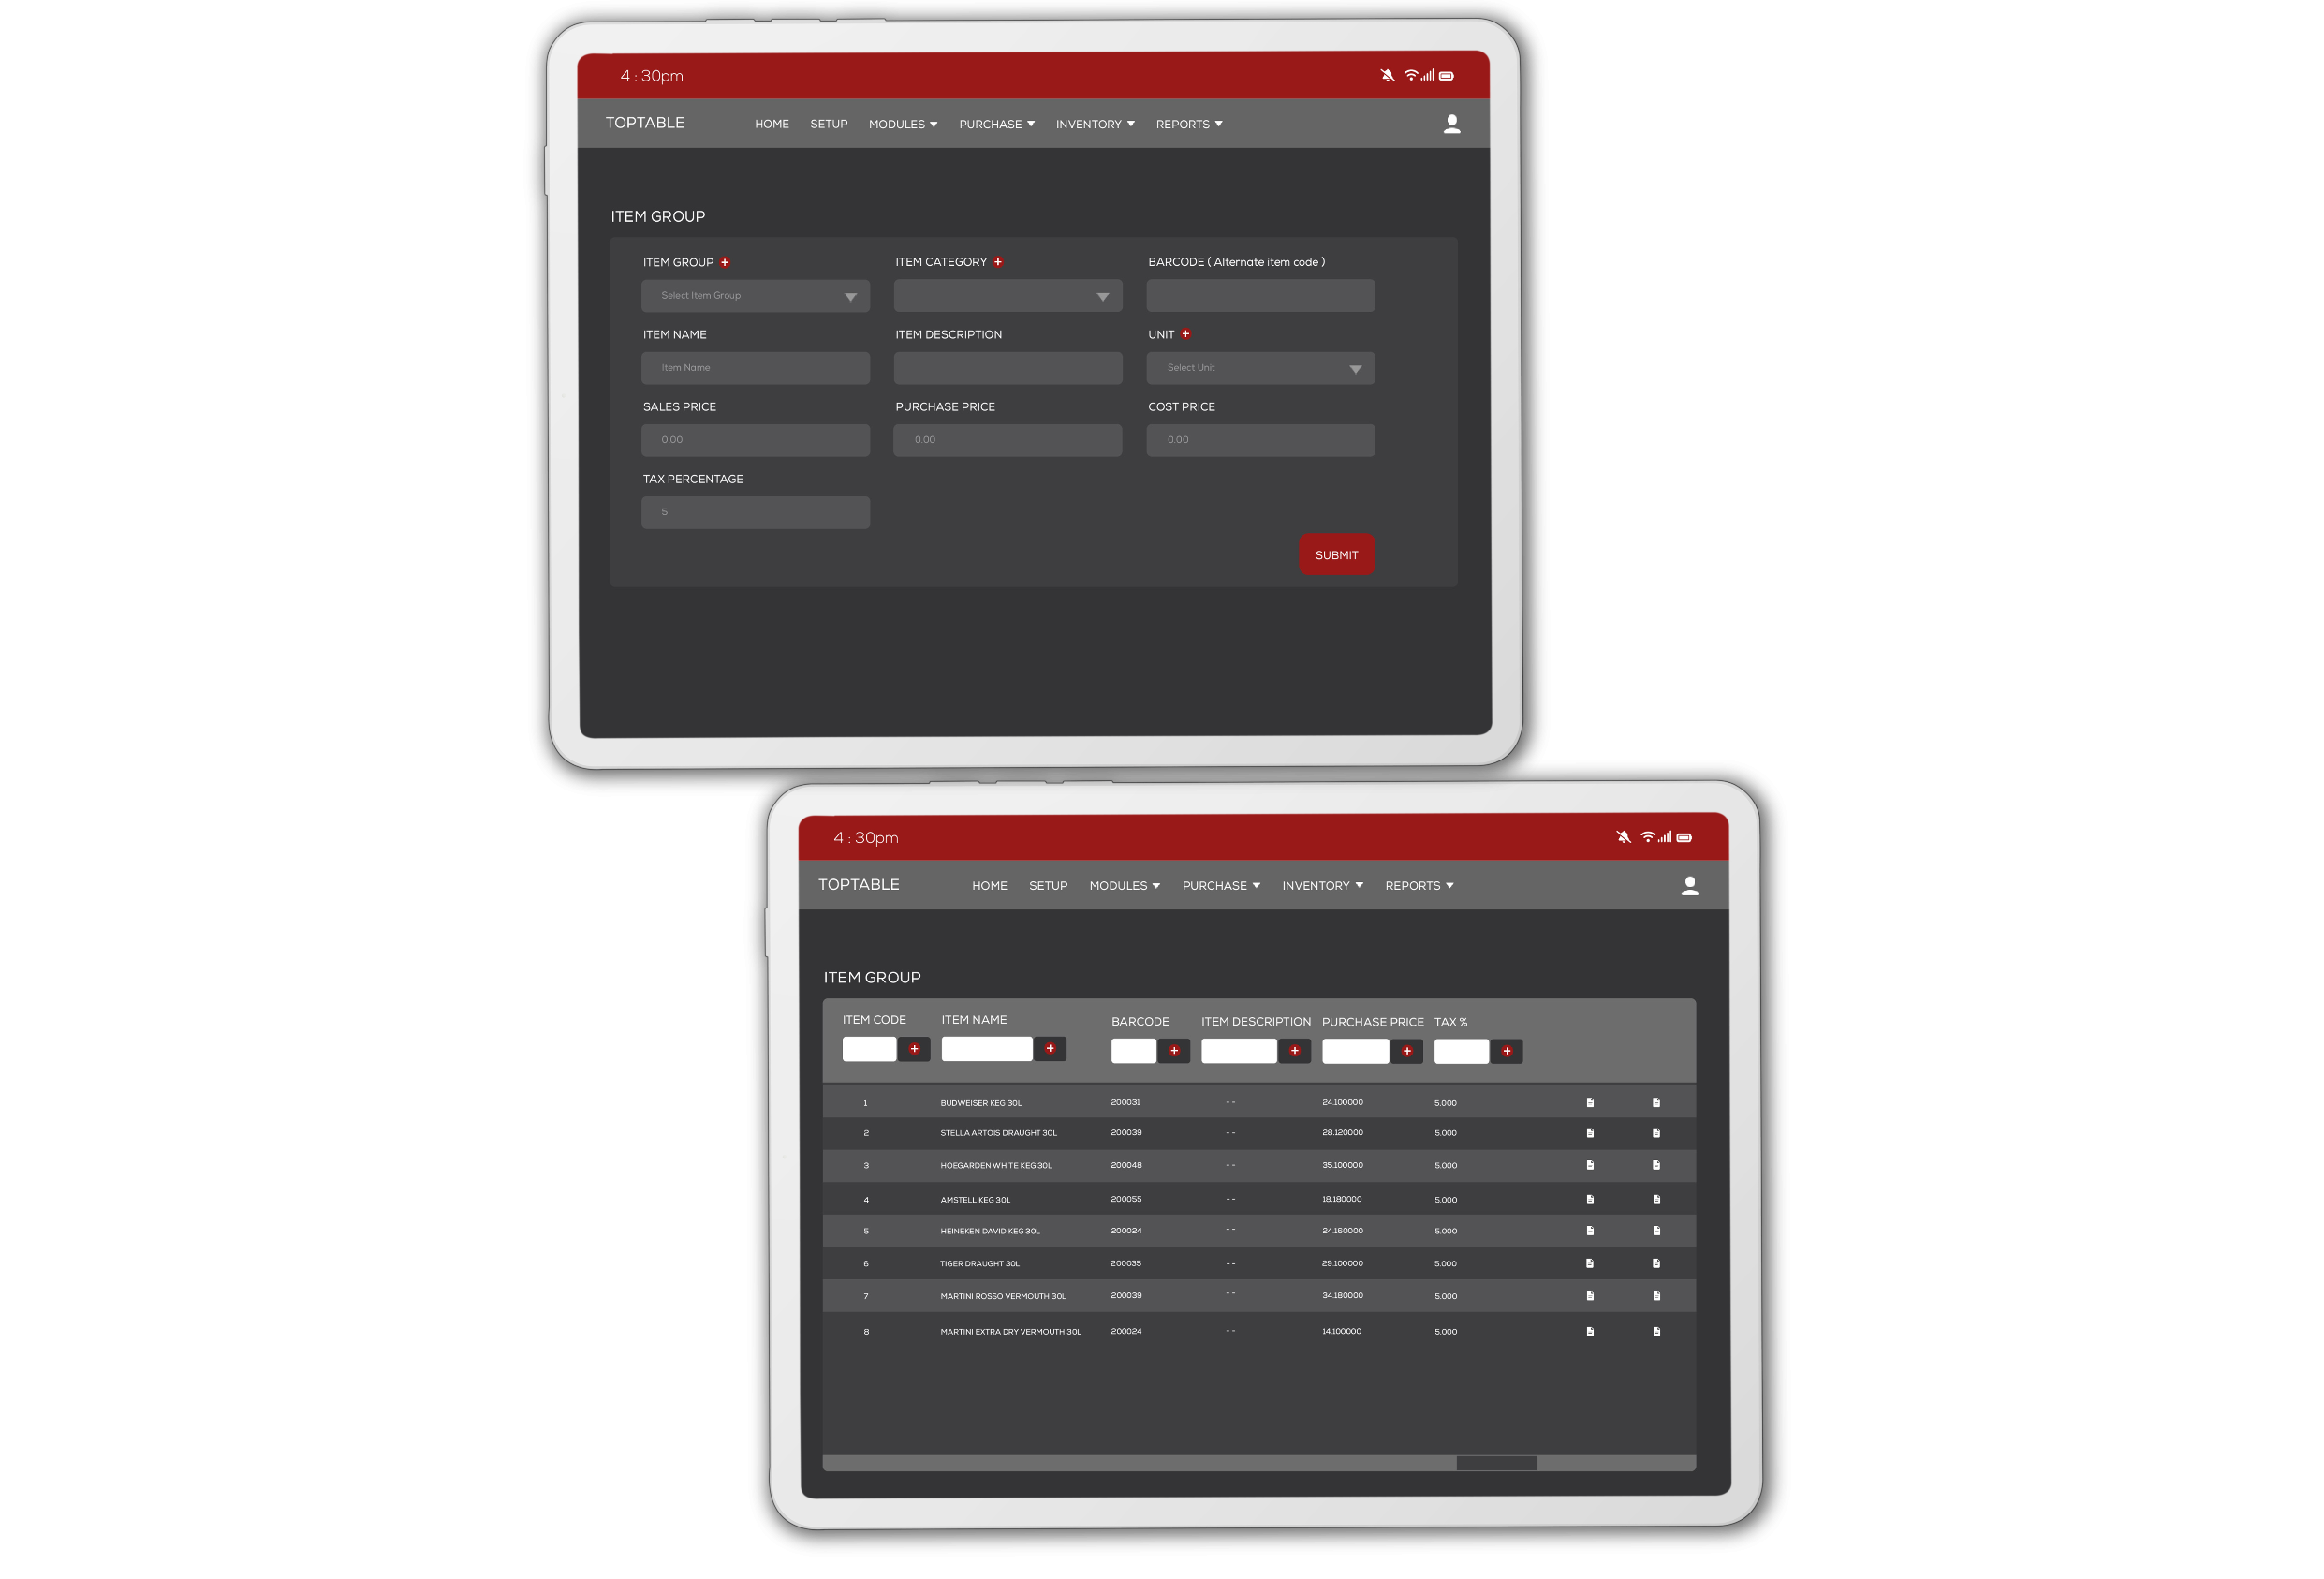 4 : 30pm
TOPTABLE HOME SETUP MODULES PURCHASE INVENTORY REPORTS
ITEM GROUP
ITEM GROUP ITEM CATEGORY BARCODE ( Alternate item code )
Select Item Group
ITEM NAME ITEM DESCRIPTION UNIT
Item Name Select Unit
SALES PRICE PURCHASE PRICE COST PRICE
0.00 0.00 0.00
TAX PERCENTAGE
5
SUBMIT
4 : 30pm
TOPTABLE HOME SETUP MODULES PURCHASE INVENTORY REPORTS
ITEM GROUP
ITEM CODE ITEM NAME BARCODE ITEM DESCRIPTION PURCHASE PRICE TAX %
1 BUDWEISER KEG 30L 200031 - - 24.100000 5.000
2 STELLA ARTOIS DRAUGHT 30L 200039 - - 28.120000 5.000
3 HOEGARDEN WHITE KEG 30L 200048 - - 35.100000 5.000
4 AMSTELL KEG 30L 200055 - - 18.180000 5.000
5 HEINEKEN DAVID KEG 30L 200024 - - 24.160000 5.000
6 TIGER DRAUGHT 30L 200035 - - 29.100000 5.000
7 MARTINI ROSSO VERMOUTH 30L 200039 - - 34.180000 5.000
8 MARTINI EXTRA DRY VERMOUTH 30L 200024 - - 14.100000 5.000